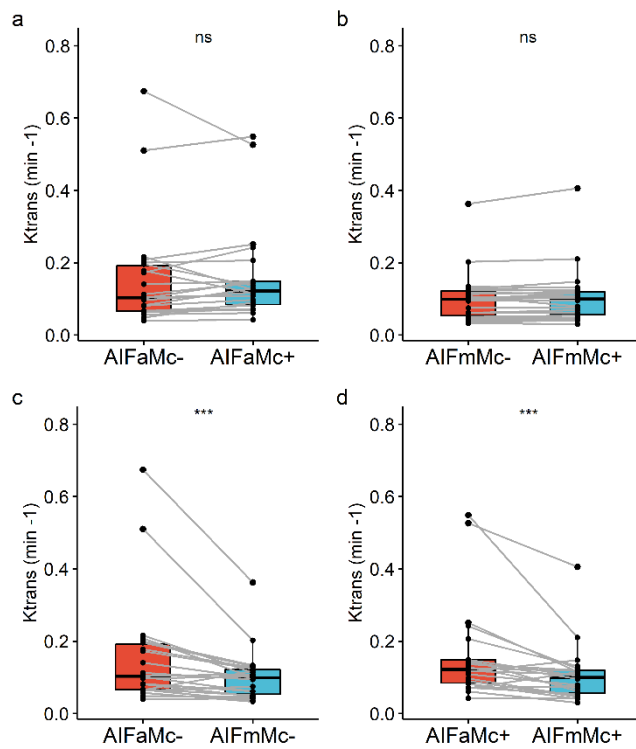 a
ns
0.8
0.6
0.4
0.2
0.0
Ktrans (min -1)
AIFaMc- AIFaMc+
b
ns
0.8
0.6
0.4
0.2
0.0
Ktrans (min -1)
AIFmMc- AIFmMc+
c
***
0.8
0.6
0.4
0.2
0.0
Ktrans (min -1)
AIFaMc- AIFmMc-
d
***
0.8
0.6
0.4
0.2
0.0
Ktrans (min -1)
AIFaMc+ AIFmMc+